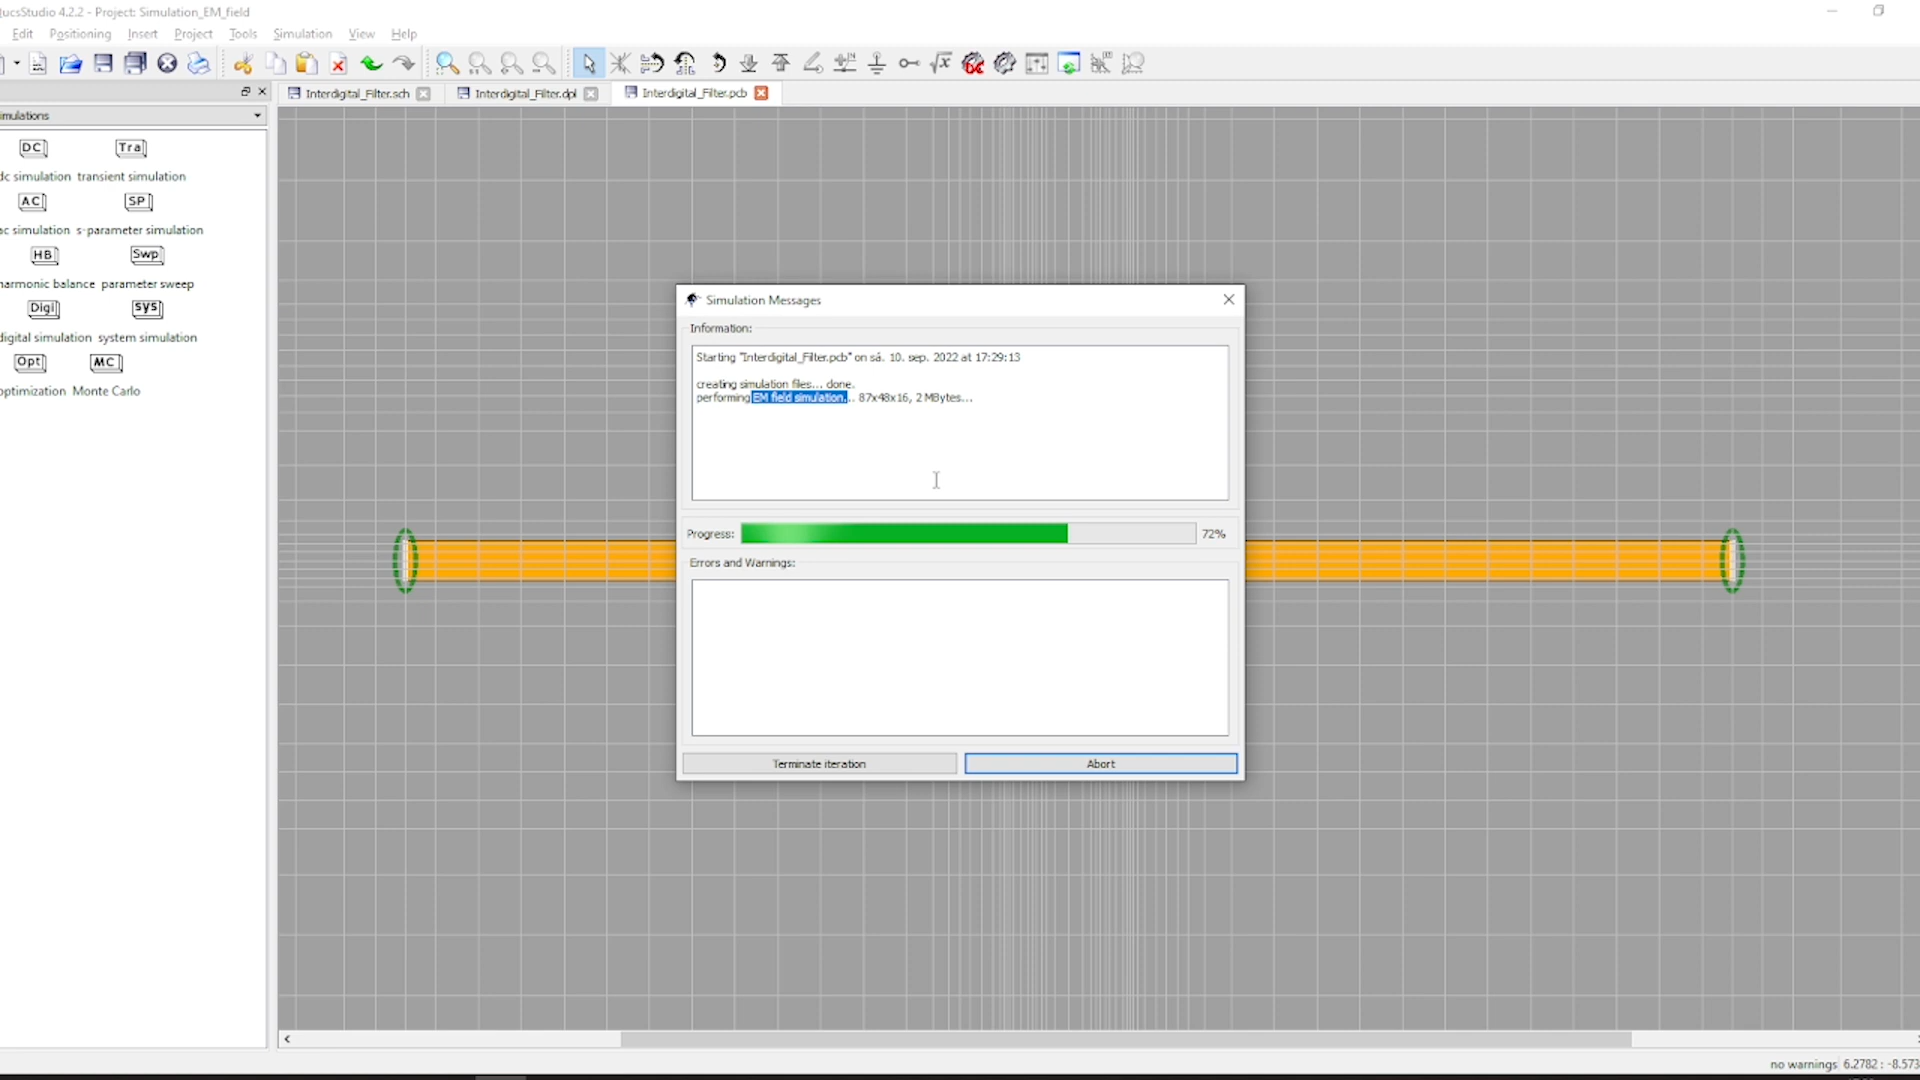 ucsStudio 4.2.2 - Project: Simulation_EM_field
Edit Positioning Insert Project Tools Simulation View Help
Interdigital_Filter.sch Interdigital_Filter.dpl Interdigital_Filter.pcb
imulations
DC Tra
dc simulation transient simulation
AC SP
ac simulation s-parameter simulation
HB Swp
harmonic balance parameter sweep
Digi sys
digital simulation system simulation
Opt MC
optimization Monte Carlo
Simulation Messages
Information:
Starting "Interdigital_Filter.pcb" on sá. 10. sep. 2022 at 17:29:13
creating simulation files... done.
performing EM field simulation... 87x48x16, 2 MBytes...
Progress: 72%
Errors and Warnings:
Terminate iteration Abort
no warnings 6.2782 : -8.573